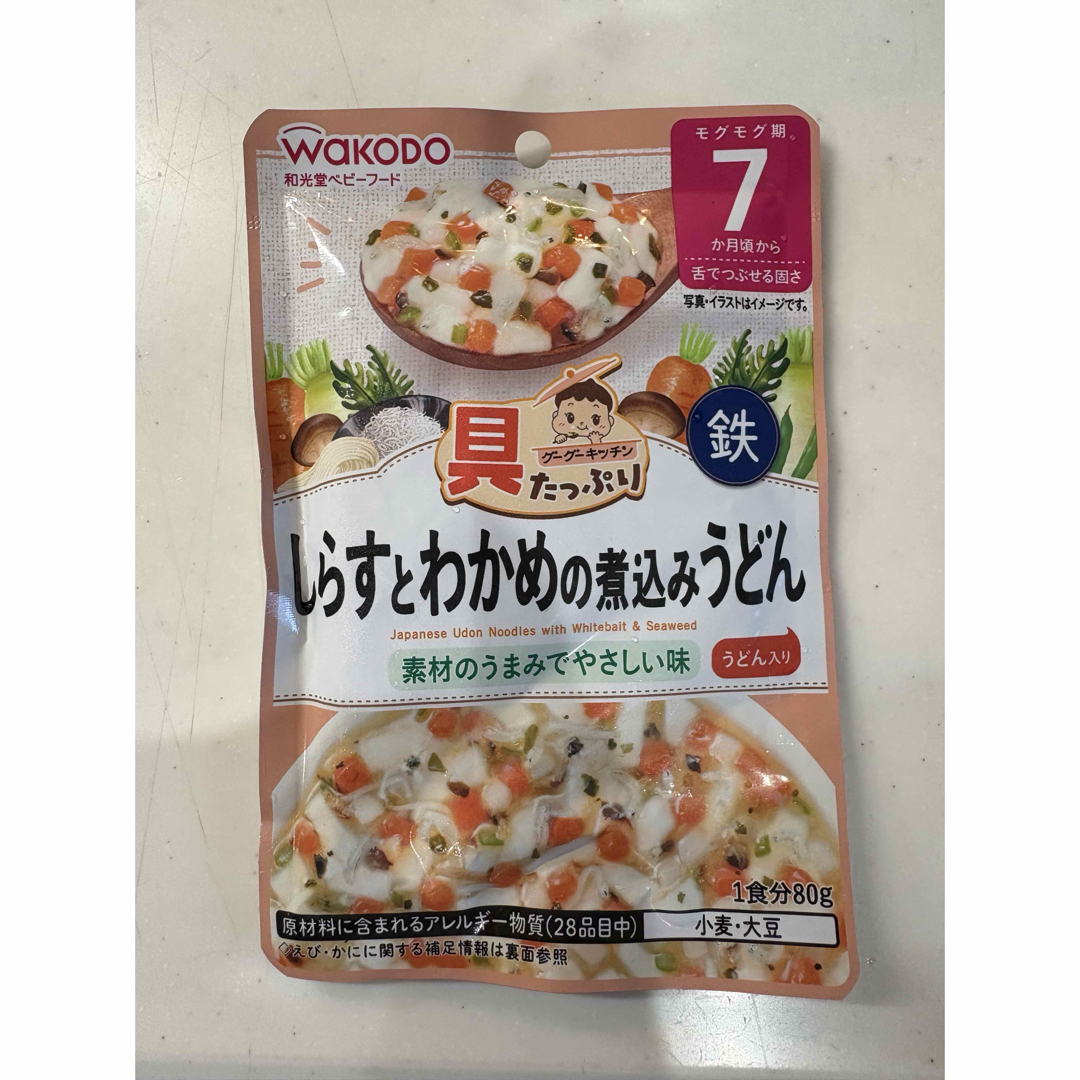 WaKODO
和光堂ベビーフード
モグモグ期
7
か月頃から
舌でつぶせる固さ
写真・イラストはイメージです。
具
グーグーキッチン
たっぷり
鉄
しらすとわかめの煮込みうどん
Japanese Udon Noodles with Whitebait & Seaweed
素材のうまみでやさしい味
うどん入り
1食分80g
原材料に含まれるアレルギー物質(28品目中) 小麦・大豆
◇えび・かにに関する補足情報は裏面参照